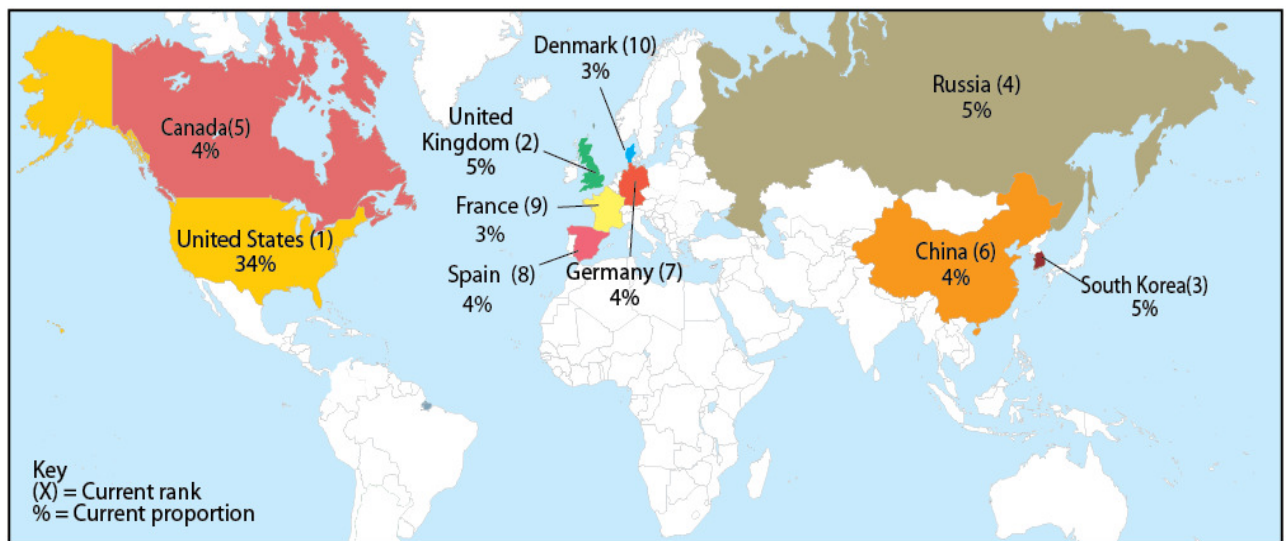 Denmark (10)
3%
Russia (4)
5%
Canada(5)
4%
United
Kingdom (2)
5%
France (9)
3%
United States (1)
34%
Spain (8)
4%
Germany (7)
4%
China (6)
4%
South Korea(3)
5%
Key
(X) = Current rank
% = Current proportion